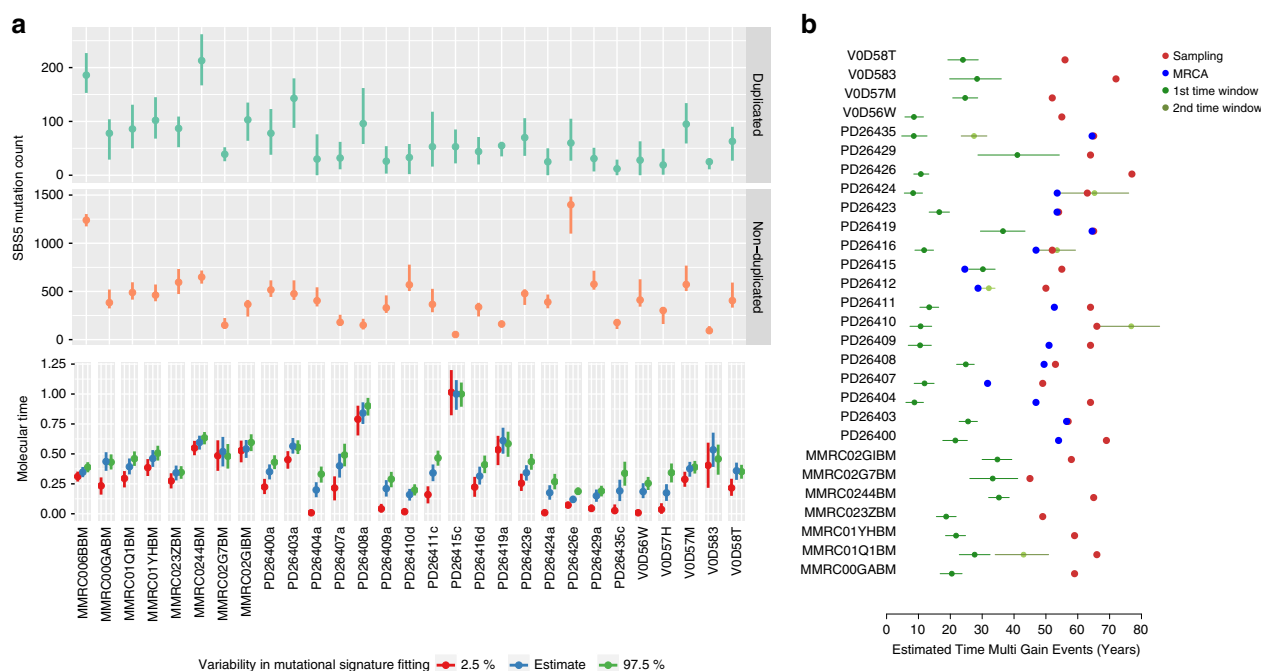 a
SBS5 mutation count
200
100
0
Duplicated
1500
1000
500
0
Non−duplicated
Molecular time
1.25
1.00
0.75
0.50
0.25
0.00
MMRC006BBM
MMRC00GABM
MMRC01Q1BM
MMRC01YHBM
MMRC023ZBM
MMRC0244BM
MMRC02G7BM
MMRC02GIBM
PD26400a
PD26403a
PD26404a
PD26407a
PD26408a
PD26409a
PD26410d
PD26411c
PD26415c
PD26416d
PD26419a
PD26423e
PD26424a
PD26426e
PD26429a
PD26435c
V0D56W
V0D57H
V0D57M
V0D583
V0D58T
Variability in mutational signature fitting 2.5 % Estimate 97.5 %
b
V0D58T
V0D583
V0D57M
V0D56W
PD26435
PD26429
PD26426
PD26424
PD26423
PD26419
PD26416
PD26415
PD26412
PD26411
PD26410
PD26409
PD26408
PD26407
PD26404
PD26403
PD26400
MMRC02GIBM
MMRC02G7BM
MMRC0244BM
MMRC023ZBM
MMRC01YHBM
MMRC01Q1BM
MMRC00GABM
Sampling
MRCA
1st time window
2nd time window
0 10 20 30 40 50 60 70 80
Estimated Time Multi Gain Events (Years)